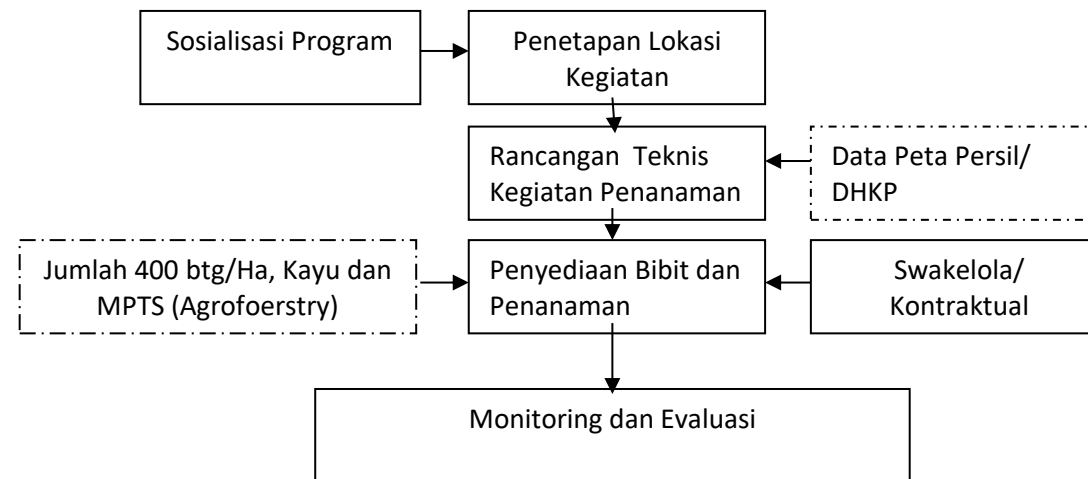 Sosialisasi Program
Penetapan Lokasi
Kegiatan
Rancangan Teknis
Kegiatan Penanaman
Data Peta Persil/
DHKP
Jumlah 400 btg/Ha, Kayu dan
MPTS (Agrofoerstry)
Penyediaan Bibit dan
Penanaman
Swakelola/
Kontraktual
Monitoring dan Evaluasi